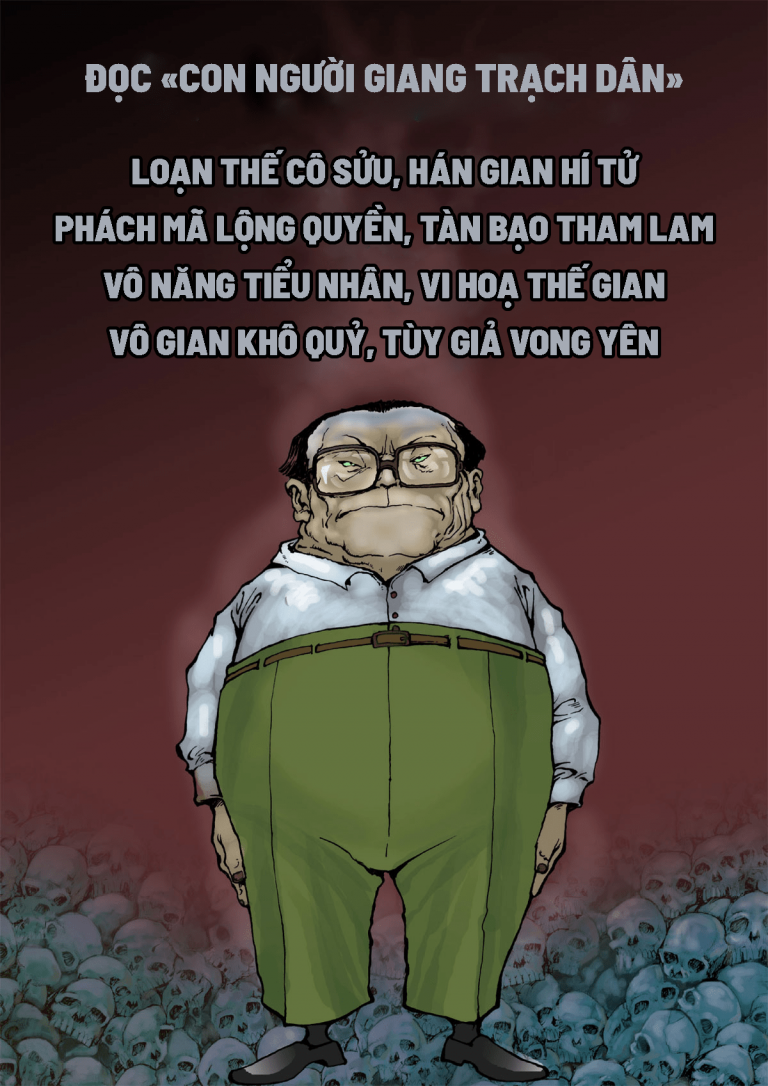 ĐỌC «CON NGƯỜI GIANG TRẠCH DÂN»
LOẠN THẾ CÔ SỬU, HÁN GIAN HÍ TỬ
PHÁCH MÃ LỘNG QUYỀN, TÀN BẠO THAM LAM
VÔ NĂNG TIỂU NHÂN, VI HOẠ THẾ GIAN
VÔ GIAN KHÔ QUỶ, TÙY GIẢ VONG YÊN